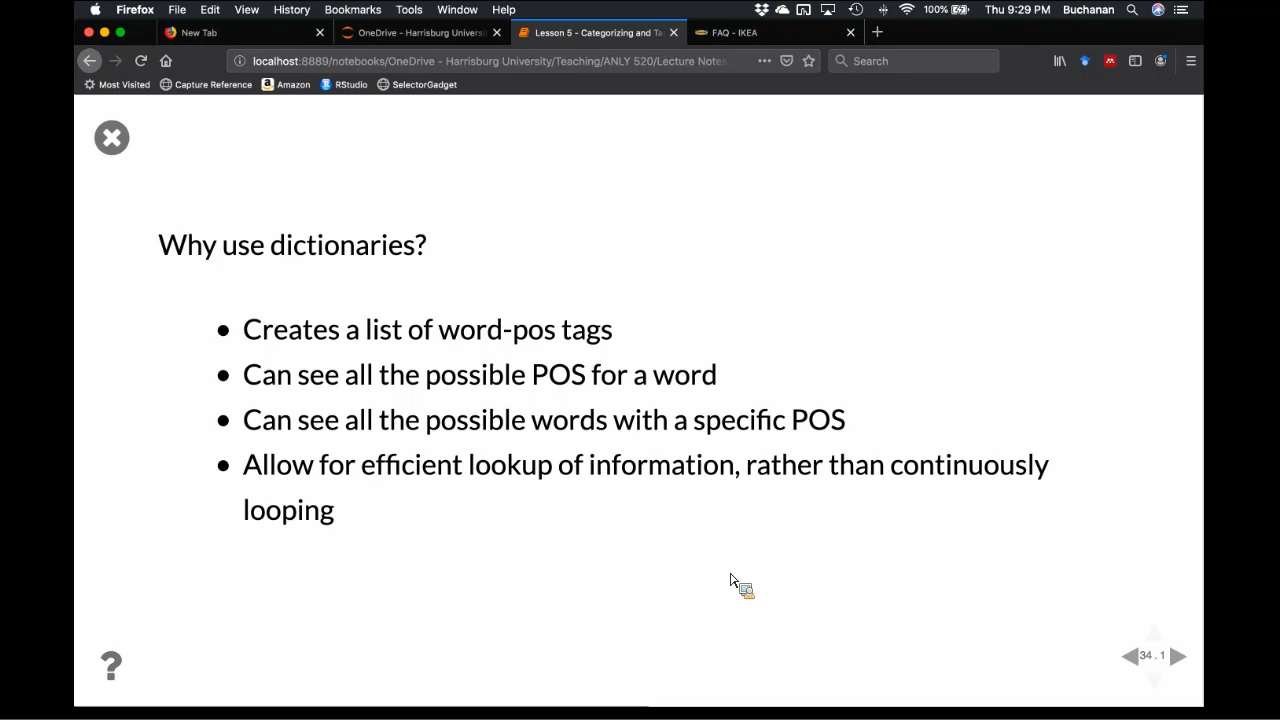 Firefox File Edit View History Bookmarks Tools Window Help 100% Thu 9:29 PM Buchanan
New Tab OneDrive - Harrisburg Universi Lesson 5 - Categorizing and Ta FAQ - IKEA
localhost:8889/notebooks/OneDrive - Harrisburg University/Teaching/ANLY 520/Lecture Notes Search
Most Visited Capture Reference Amazon RStudio SelectorGadget
Why use dictionaries?
• Creates a list of word-pos tags
• Can see all the possible POS for a word
• Can see all the possible words with a specific POS
• Allow for efficient lookup of information, rather than continuously
looping
?
34 . 1